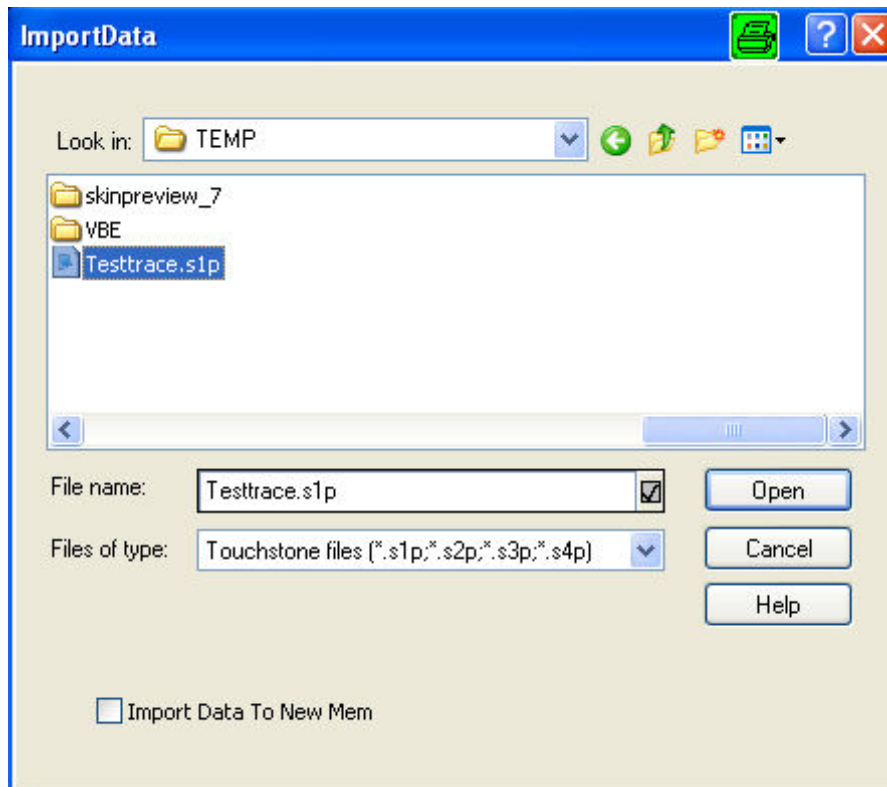 ImportData
Look in: TEMP
skinpreview_7
VBE
Testtrace.s1p
File name: Testtrace.s1p Open
Files of type: Touchstone files (*.s1p;*.s2p;*.s3p;*.s4p) Cancel
Help
Import Data To New Mem